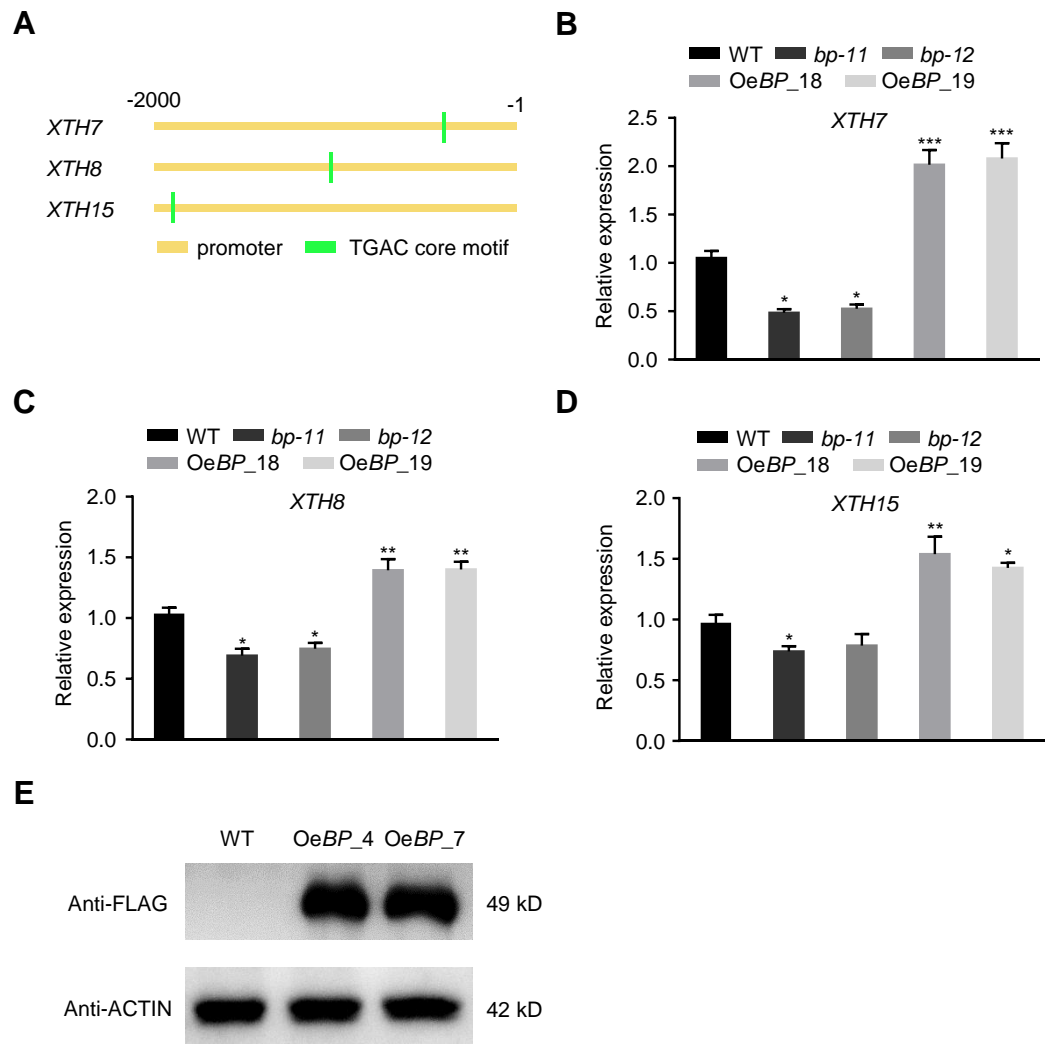 A
-2000 -1
XTH7
XTH8
XTH15
promoter TGAC core motif
B
WT bp-11 bp-12
OeBP_18 OeBP_19
XTH7
Relative expression
2.5
2.0
1.5
1.0
0.5
0.0
* * *** ***
C
WT bp-11 bp-12
OeBP_18 OeBP_19
XTH8
Relative expression
2.0
1.5
1.0
0.5
0.0
* * ** **
D
WT bp-11 bp-12
OeBP_18 OeBP_19
XTH15
Relative expression
2.0
1.5
1.0
0.5
0.0
* ** *
E
WT OeBP_4 OeBP_7
Anti-FLAG 49 kD
Anti-ACTIN 42 kD